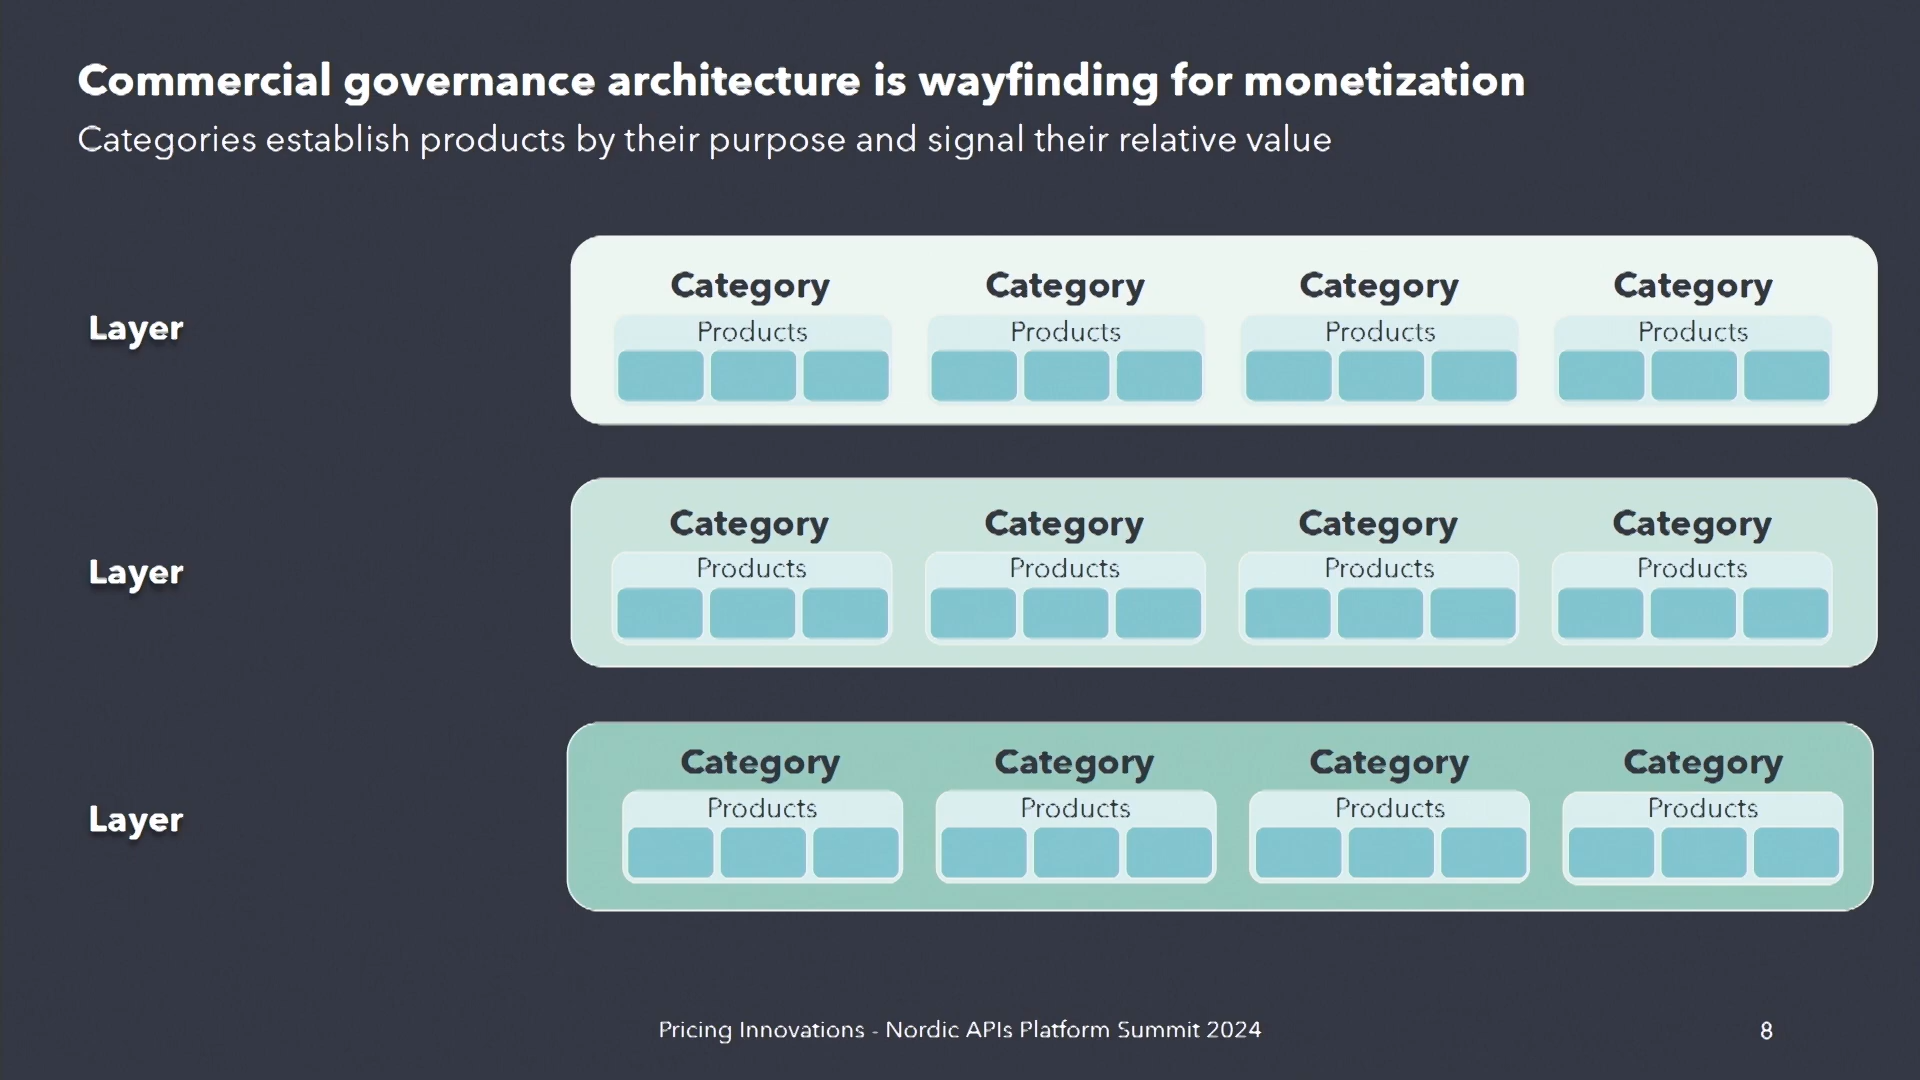 Commercial governance architecture is wayfinding for monetization
Categories establish products by their purpose and signal their relative value
Layer
Category Category Category Category
Products Products Products Products
Layer
Category Category Category Category
Products Products Products Products
Layer
Category Category Category Category
Products Products Products Products
Pricing Innovations - Nordic APIs Platform Summit 2024
8